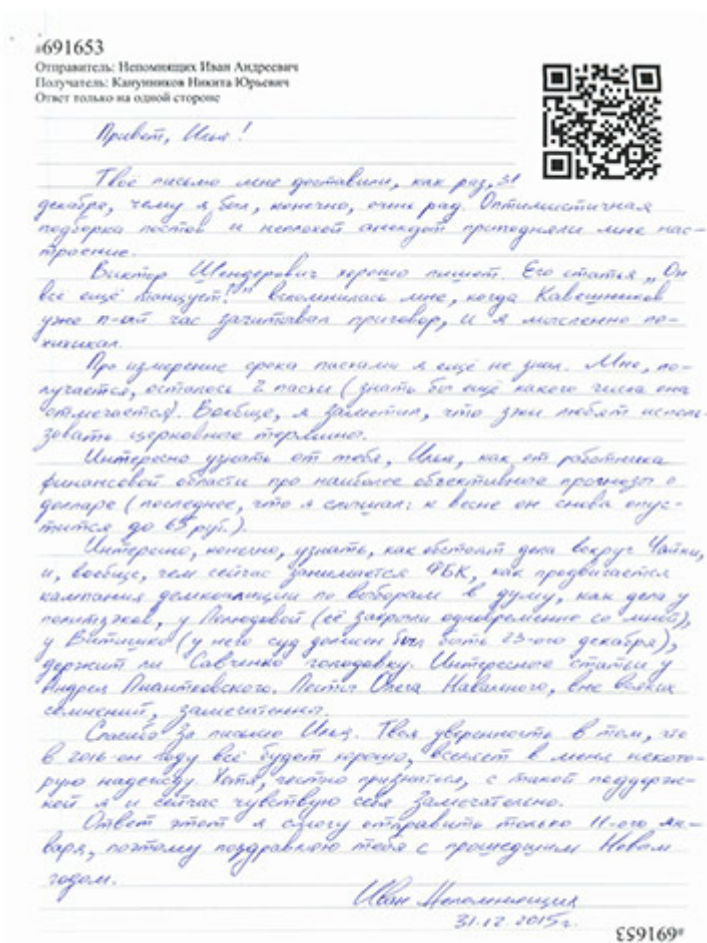 #691653
Отправитель: Непомнящих Иван Андреевич
Получатель: Канунников Никита Юрьевич
Ответ только на одной стороне
Привет, Илья!
Твоё письмо мне доставили, как раз, 31
декабря, чему я был, конечно, очень рад. Оптимистичная
подборка постов и неплохой анекдот приподняли мне нас-
троение.
Виктор Шендерович хорошо пишет. Его статья „Он
всё ещё танцует!“ вспомнилась мне, когда Кавешников
уже n-ый час зачитывал приговор, и я мысленно по-
хихикал.
Про измерение срока пасхами я ещё не знал. Мне, по-
лучается, осталось 2 пасхи (знать бы ещё какого числа она
отмечается). Вообще, я заметил, что зэки любят исполь-
зовать церковные термины.
Интересно узнать от тебя, Илья, как от работника
финансовой области про наиболее объективные прогнозы о
долларе (последнее, что я слышал: к весне он снова опус-
тится до 65 руб.).
Интересно, конечно, узнать, как обстоят дела вокруг Чайки,
и, вообще, чем сейчас занимается ФБК, как продвигается
кампания демкоалиции по выборам в думу, как дела у
политзэков, у Полюдовой (её закрыли одновременно со мной),
у Витишко (у него суд должен был быть 23-ого декабря),
держит ли Савченко голодовку. Интересные статьи у
Андрея Пионтковского. Посты Олега Навального, вне всяких
сомнений, замечательны.
Спасибо за письмо Илья. Твоя уверенность в том, что
в 2016-ом году всё будет хорошо, вселяет в меня некото-
рую надежду. Хотя, честно признаться, с такой поддерж-
кой я и сейчас чувствую себя замечательно.
Ответ этот я смогу отправить только 11-ого ян-
варя, поэтому поздравляю тебя с прошедшим Новым
годом.
Иван Непомнящих
31.12.2015г.
#691653